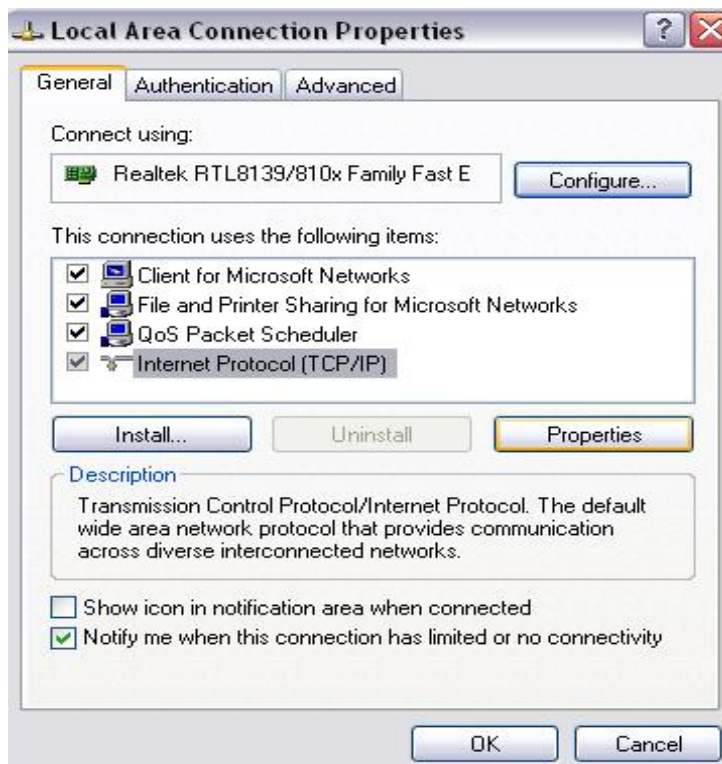 Local Area Connection Properties
?
General
Authentication
Advanced
Connect using:
Realtek RTL8139/810x Family Fast E
Configure...
This connection uses the following items:
Client for Microsoft Networks
File and Printer Sharing for Microsoft Networks
QoS Packet Scheduler
Internet Protocol (TCP/IP)
Install...
Uninstall
Properties
Description
Transmission Control Protocol/Internet Protocol. The default
wide area network protocol that provides communication
across diverse interconnected networks.
Show icon in notification area when connected
Notify me when this connection has limited or no connectivity
OK
Cancel